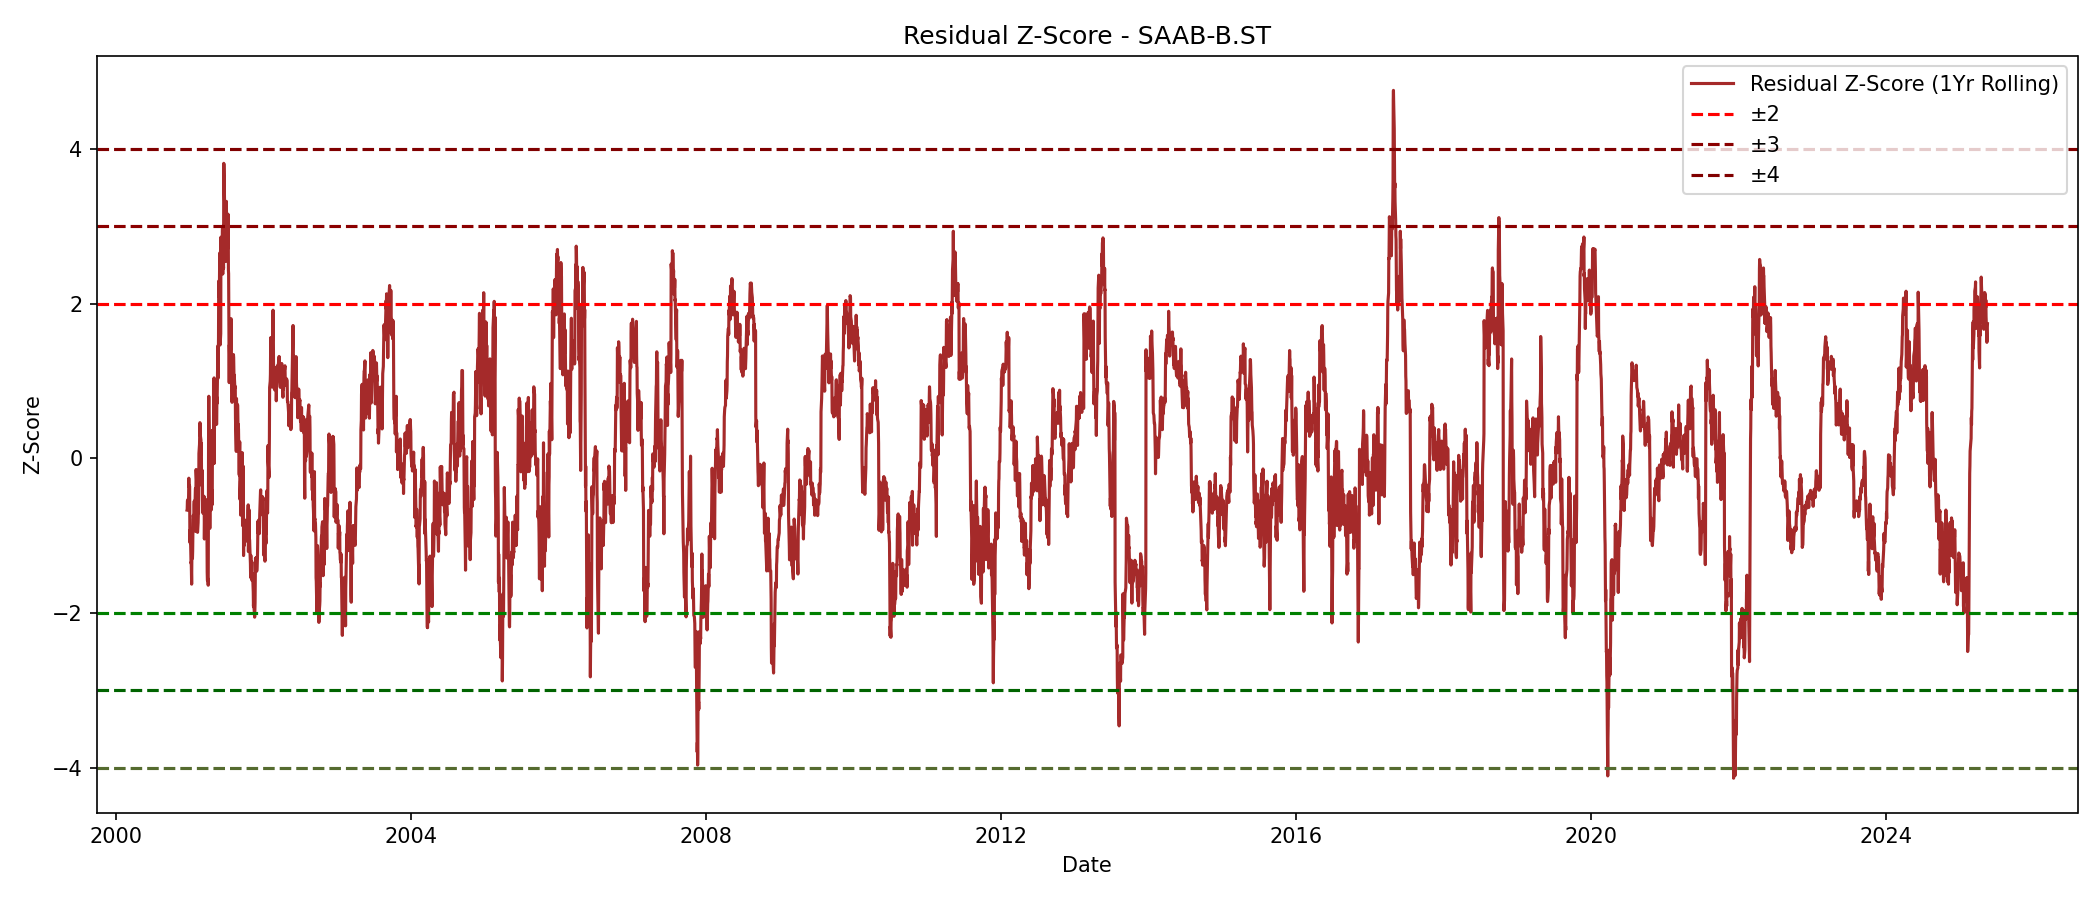 Residual Z-Score - SAAB-B.ST
Residual Z-Score (1Yr Rolling)
±2
±3
±4
4
2
0
−2
−4
Z-Score
2000 2004 2008 2012 2016 2020 2024
Date